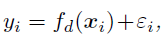 yᵢ = f_d(𝒙ᵢ) + εᵢ,